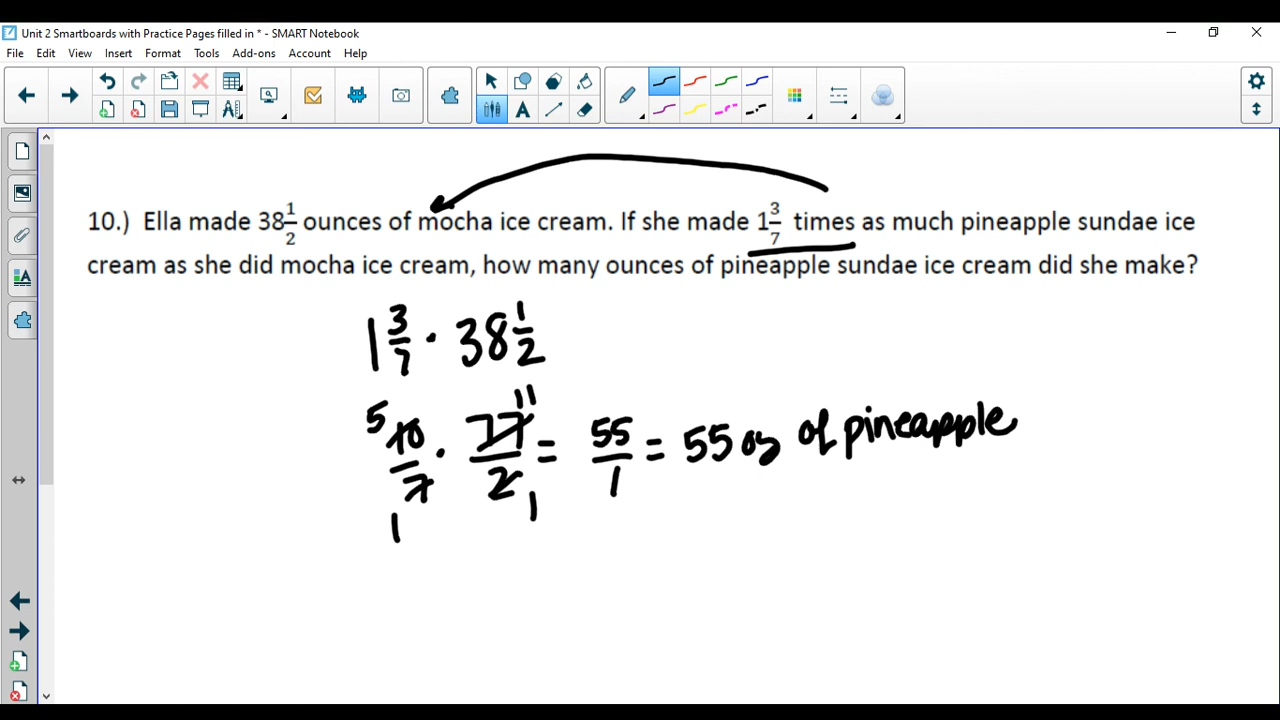 Unit 2 Smartboards with Practice Pages filled in * - SMART Notebook
File Edit View Insert Format Tools Add-ons Account Help
10.) Ella made 38 1/2 ounces of mocha ice cream. If she made 1 3/7 times as much pineapple sundae ice
cream as she did mocha ice cream, how many ounces of pineapple sundae ice cream did she make?
1 3/7 · 38 1/2
5 11
10/7 · 77/2 = 55/1 = 55 oz of pineapple
1 1